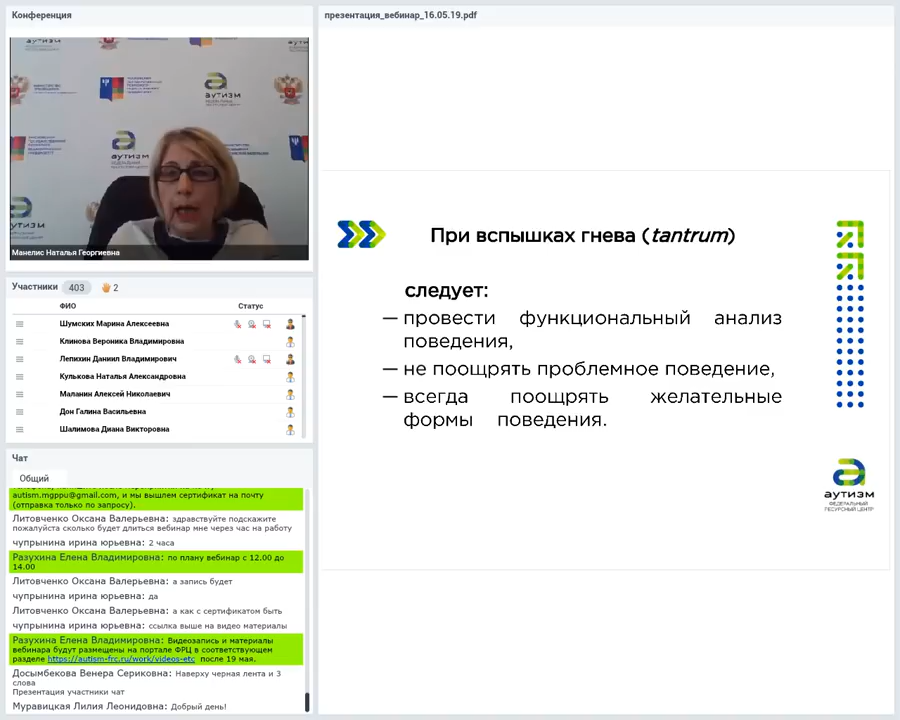 Конференция
аутизм
аутизм
аутизм
Манелис Наталья Георгиевна
Участники 403 2
ФИО Статус
Шумских Марина Алексеевна
Клинова Вероника Владимировна
Лепихин Даниил Владимирович
Кулькова Наталья Александровна
Маланин Алексей Николаевич
Дон Галина Васильевна
Шалимова Диана Викторовна
Чат
Общий
autism.mgppu@gmail.com, и мы вышлем сертификат на почту
(отправка только по запросу).
Литовченко Оксана Валерьевна: здравствуйте подскажите
пожалуйста сколько будет длиться вебинар мне через час на работу
чупрынина ирина юрьевна: 2 часа
Разухина Елена Владимировна: по плану вебинар с 12.00 до
14.00
Литовченко Оксана Валерьевна: а запись будет
чупрынина ирина юрьевна: да
Литовченко Оксана Валерьевна: а как с сертификатом быть
чупрынина ирина юрьевна: ссылка выше на видео материалы
Разухина Елена Владимировна: Видеозапись и материалы
вебинара будут размещены на портале ФРЦ в соответствующем
разделе https://autism-frc.ru/work/videos-etc после 19 мая.
Досымбекова Венера Сериковна: Наверху черная лента и 3
слова
Презентация участники чат
Муравицкая Лилия Леонидовна: Добрый день!
презентация_вебинар_16.05.19.pdf
При вспышках гнева (tantrum)
следует:
— провести функциональный анализ
поведения,
— не поощрять проблемное поведение,
— всегда поощрять желательные
формы поведения.
аутизм
ФЕДЕРАЛЬНЫЙ
РЕСУРСНЫЙ ЦЕНТР